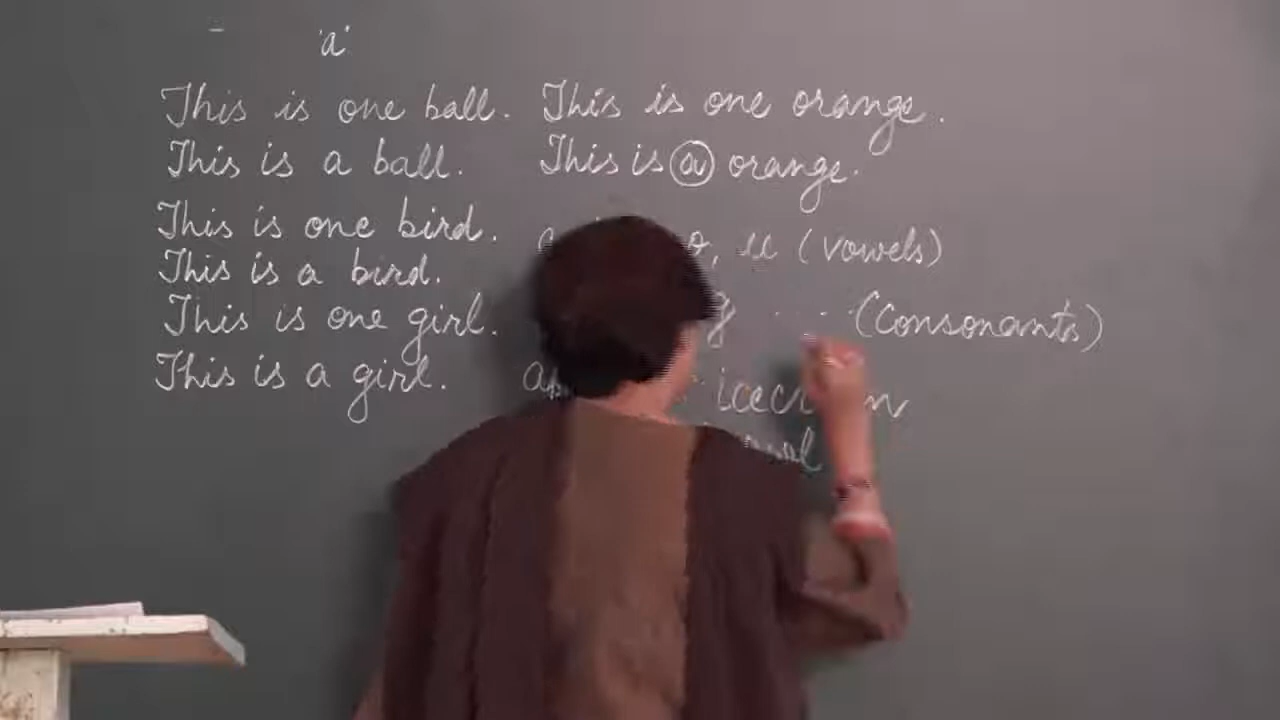 'a'
This is one ball. This is one orange.
This is a ball. This is a orange.
This is one bird. o, u (vowels)
This is a bird.
This is one girl. g ... (Consonants)
This is a girl.